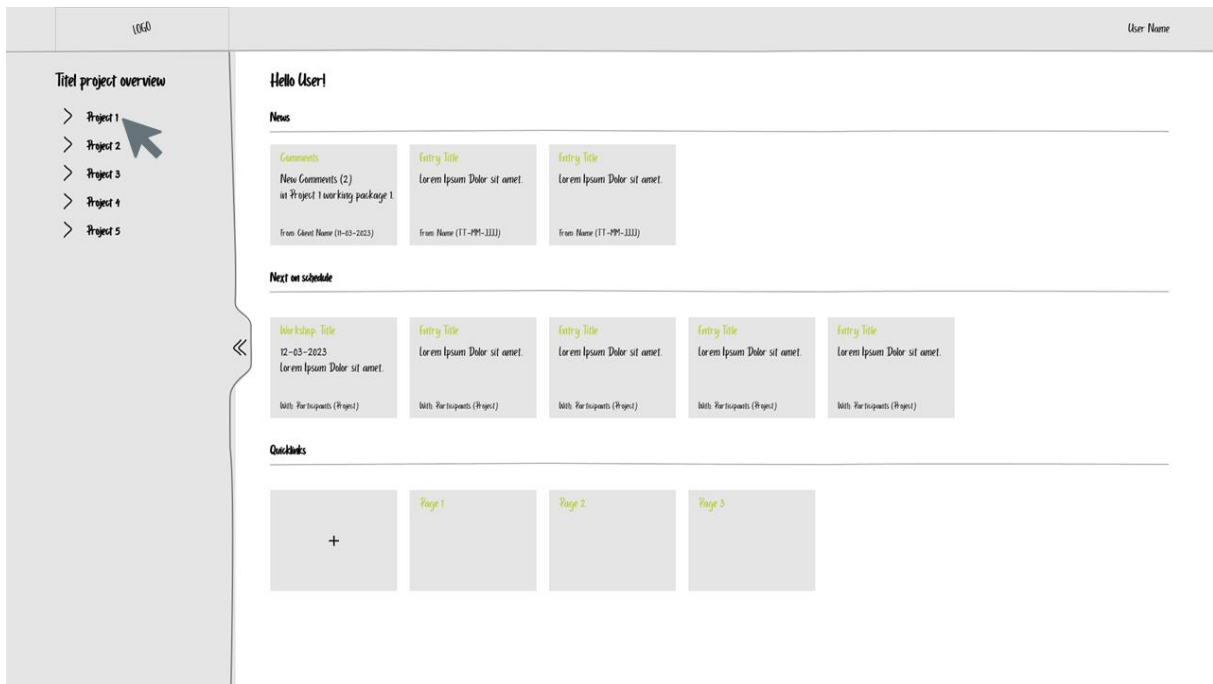 LOGO
User Name
Titel project overview
Project 1
Project 2
Project 3
Project 4
Project 5
Hello User!
News
Comments
New Comments (2)
in Project 1 working package 1.
From Client Name (11-03-2023)
Entry Title
Lorem Ipsum Dolor sit amet.
From Name (TT-MM-JJJJ)
Entry Title
Lorem Ipsum Dolor sit amet.
From Name (TT-MM-JJJJ)
Next on schedule
Workshop Title
12-03-2023
Lorem Ipsum Dolor sit amet.
With Participants (Project)
Entry Title
Lorem Ipsum Dolor sit amet.
With Participants (Project)
Entry Title
Lorem Ipsum Dolor sit amet.
With Participants (Project)
Entry Title
Lorem Ipsum Dolor sit amet.
With Participants (Project)
Entry Title
Lorem Ipsum Dolor sit amet.
With Participants (Project)
Quicklinks
+
Page 1
Page 2
Page 3